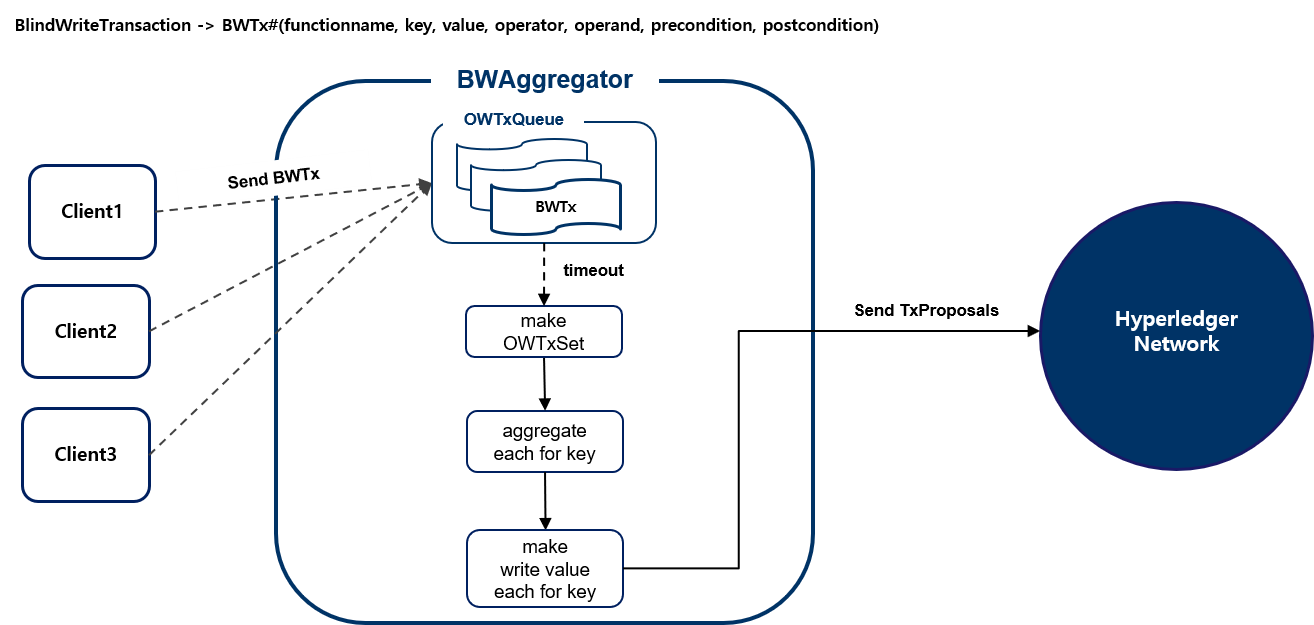 BlindWriteTransaction -> BWTx#(functionname, key, value, operator, operand, precondition, postcondition)
BWAggregator
OWTxQueue
BWTx
Send BWTx
Client1
Client2
Client3
timeout
make
OWTxSet
aggregate
each for key
make
write value
each for key
Send TxProposals
Hyperledger
Network